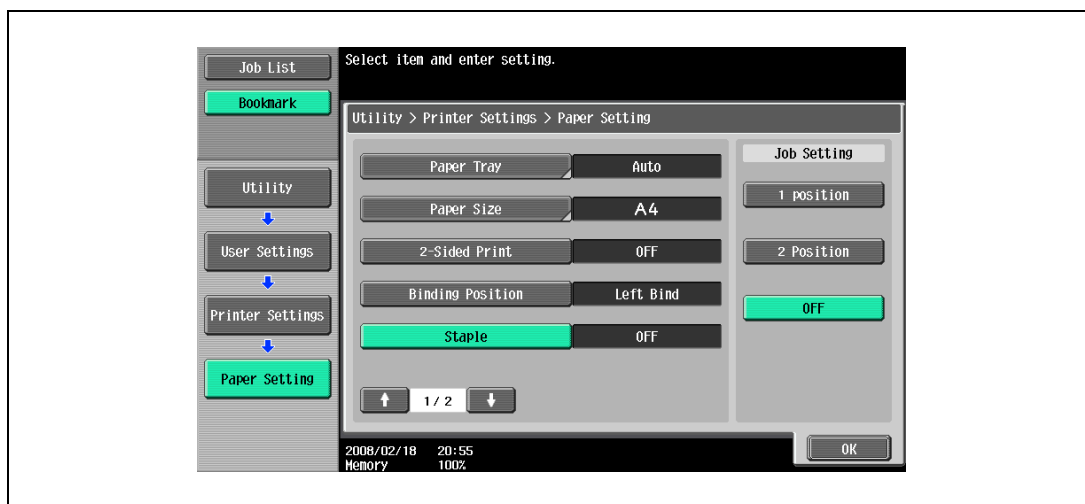 Job List
Bookmark
Utility
User Settings
Printer Settings
Paper Setting
Select item and enter setting.
Utility > Printer Settings > Paper Setting
Paper Tray Auto
Paper Size A4
2-Sided Print OFF
Binding Position Left Bind
Staple OFF
1/ 2
Job Setting
1 position
2 Position
OFF
2008/02/18 20:55
Memory 100%
OK